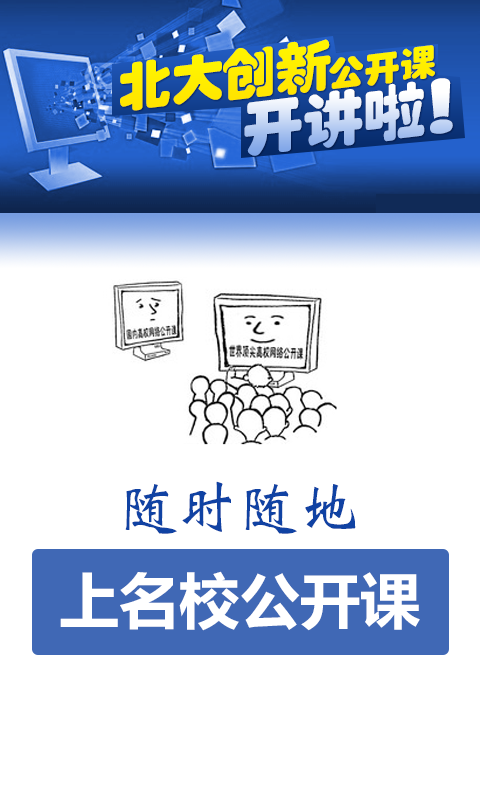 北大创新公开课
开讲啦!
国内高校网络公开课
世界顶尖高校网络公开课
随时随地
上名校公开课